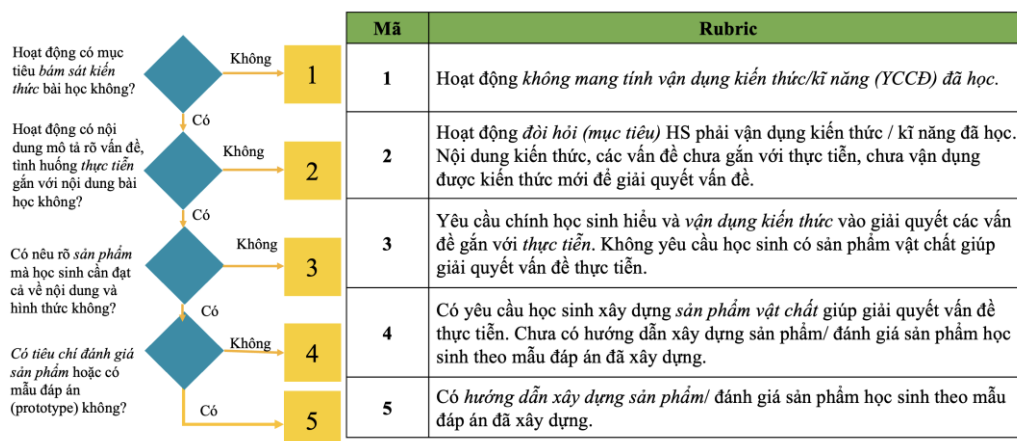 Hoạt động có mục
tiêu bám sát kiến
thức bài học không?
Không
1
Có
Hoạt động có nội
dung mô tả rõ vấn đề,
tình huống thực tiễn
gắn với nội dung bài
học không?
Không
2
Có
Có nêu rõ sản phẩm
mà học sinh cần đạt
cả về nội dung và
hình thức không?
Không
3
Có
Có tiêu chí đánh giá
sản phẩm hoặc có
mẫu đáp án
(prototype) không?
Không
4
Có
5
Mã
Rubric
1
Hoạt động không mang tính vận dụng kiến thức/kĩ năng (YCCĐ) đã học.
2
Hoạt động đòi hỏi (mục tiêu) HS phải vận dụng kiến thức / kĩ năng đã học.
Nội dung kiến thức, các vấn đề chưa gắn với thực tiễn, chưa vận dụng
được kiến thức mới để giải quyết vấn đề.
3
Yêu cầu chính học sinh hiểu và vận dụng kiến thức vào giải quyết các vấn
đề gắn với thực tiễn. Không yêu cầu học sinh có sản phẩm vật chất giúp
giải quyết vấn đề thực tiễn.
4
Có yêu cầu học sinh xây dựng sản phẩm vật chất giúp giải quyết vấn đề
thực tiễn. Chưa có hướng dẫn xây dựng sản phẩm/ đánh giá sản phẩm học
sinh theo mẫu đáp án đã xây dựng.
5
Có hướng dẫn xây dựng sản phẩm/ đánh giá sản phẩm học sinh theo mẫu
đáp án đã xây dựng.